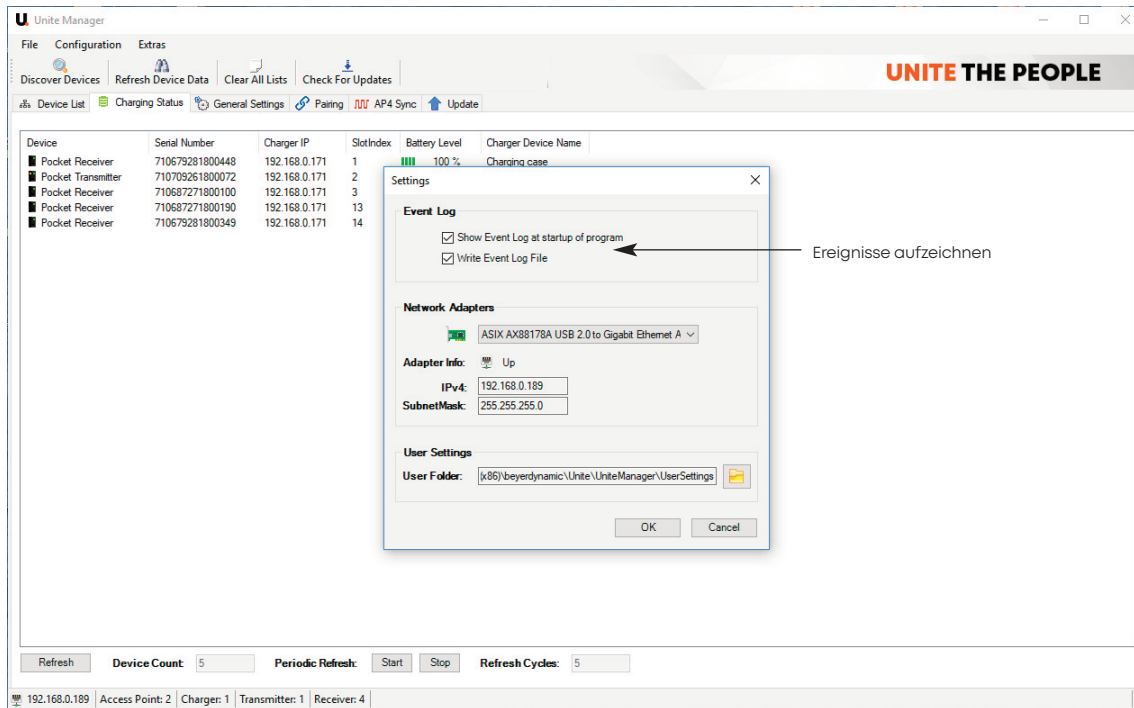 U. Unite Manager
File Configuration Extras
Discover Devices Refresh Device Data Clear All Lists Check For Updates
UNITE THE PEOPLE
Device List Charging Status General Settings Pairing AP4 Sync Update
Device Serial Number Charger IP SlotIndex Battery Level Charger Device Name
Pocket Receiver 710679281800448 192.168.0.171 1 100 % Charging case
Pocket Transmitter 710709261800072 192.168.0.171 2
Pocket Receiver 710687271800100 192.168.0.171 3
Pocket Receiver 710687271800190 192.168.0.171 13
Pocket Receiver 710679281800349 192.168.0.171 14
Settings
Event Log
Show Event Log at startup of program
Write Event Log File
Ereignisse aufzeichnen
Network Adapters
ASIX AX88178A USB 2.0 to Gigabit Ethernet A
Adapter Info: Up
IPv4: 192.168.0.189
SubnetMask: 255.255.255.0
User Settings
User Folder: (x86)\beyerdynamic\Unite\UniteManager\UserSettings
OK Cancel
Refresh Device Count: 5 Periodic Refresh: Start Stop Refresh Cycles: 5
192.168.0.189 Access Point: 2 Charger: 1 Transmitter: 1 Receiver: 4